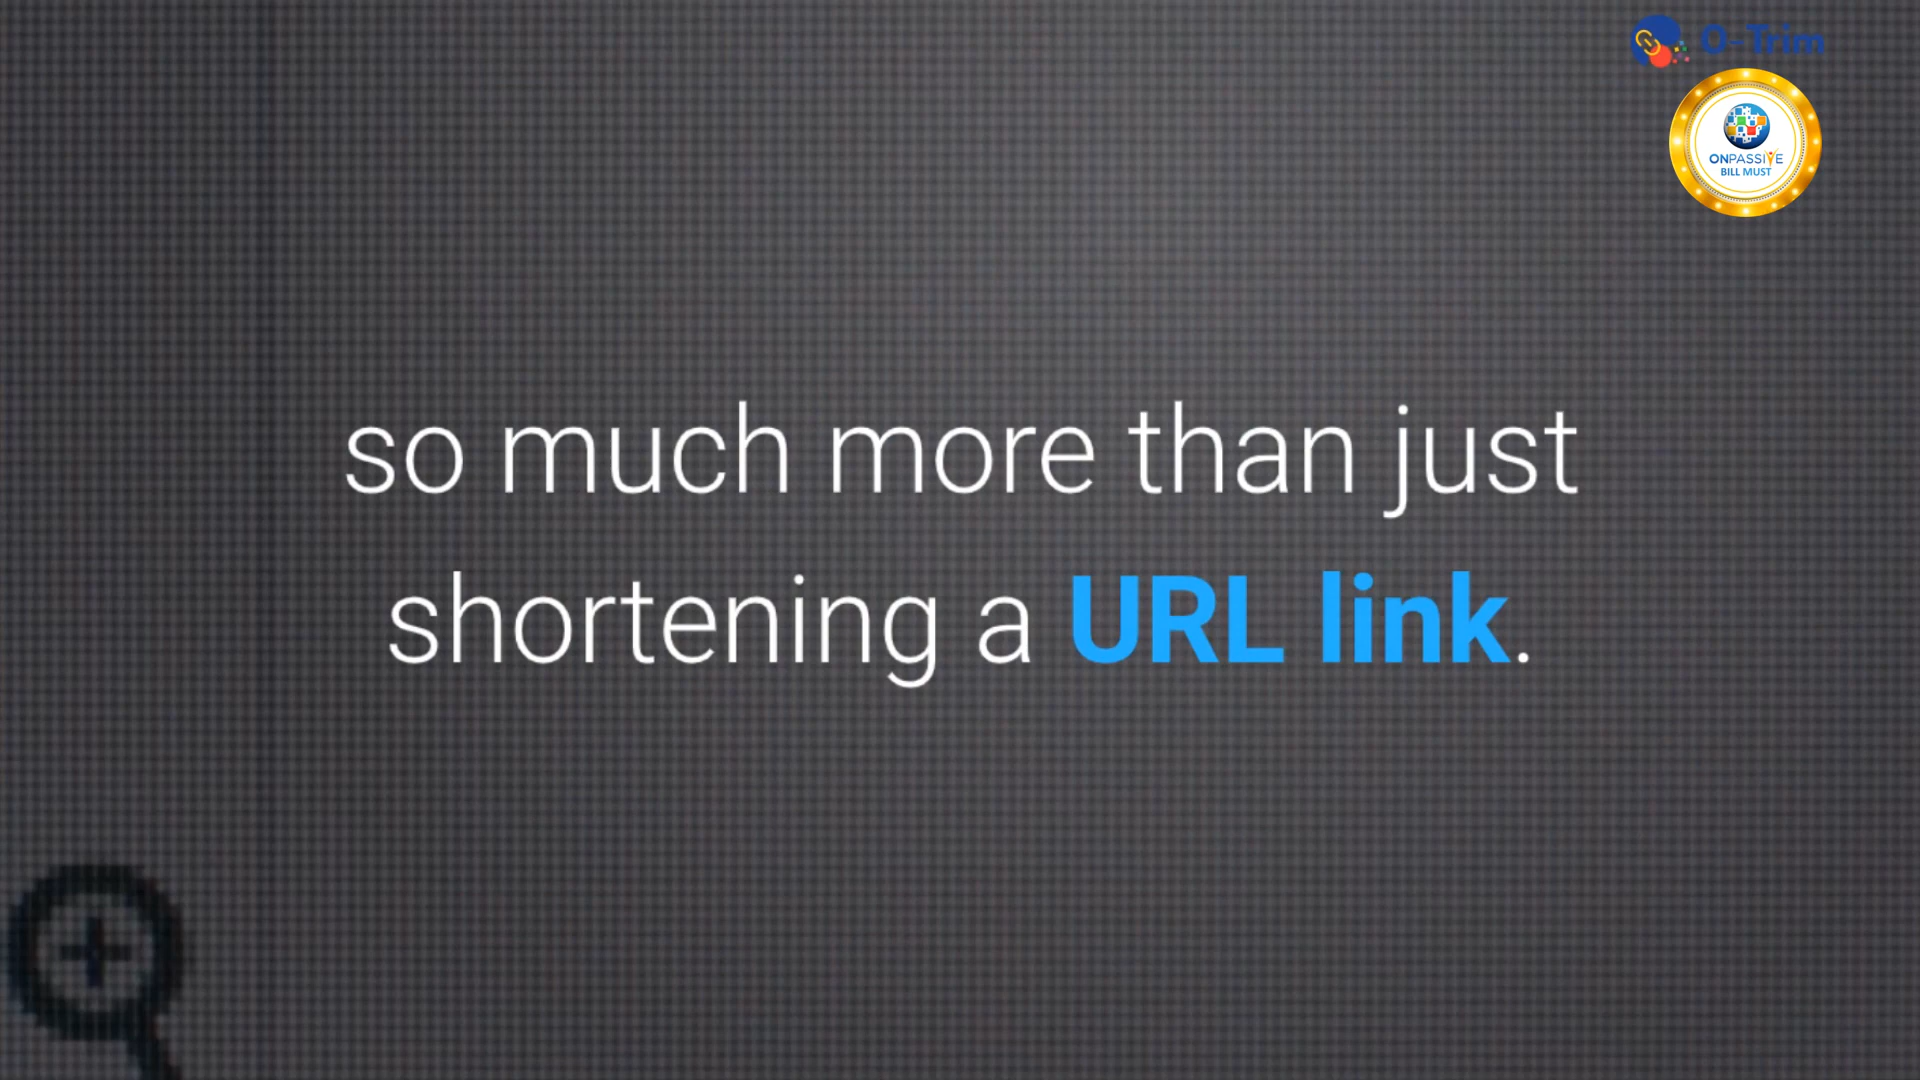 O-Trim
ONPASSIVE
BILL MUST
so much more than just
shortening a URL link.